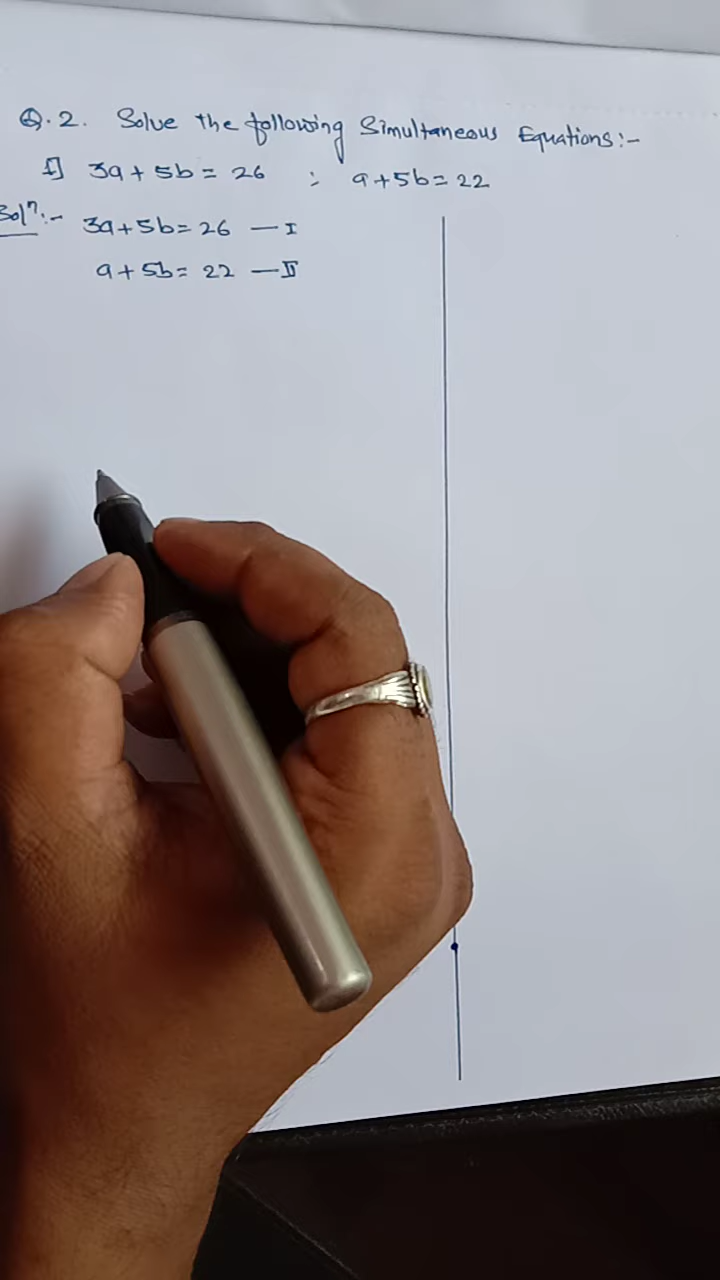 Q.2. Solve the following Simultaneous Equations:-
I] 3a + 5b = 26 ; a + 5b = 22
Solⁿ:- 3a + 5b = 26 — I
a + 5b = 22 — II